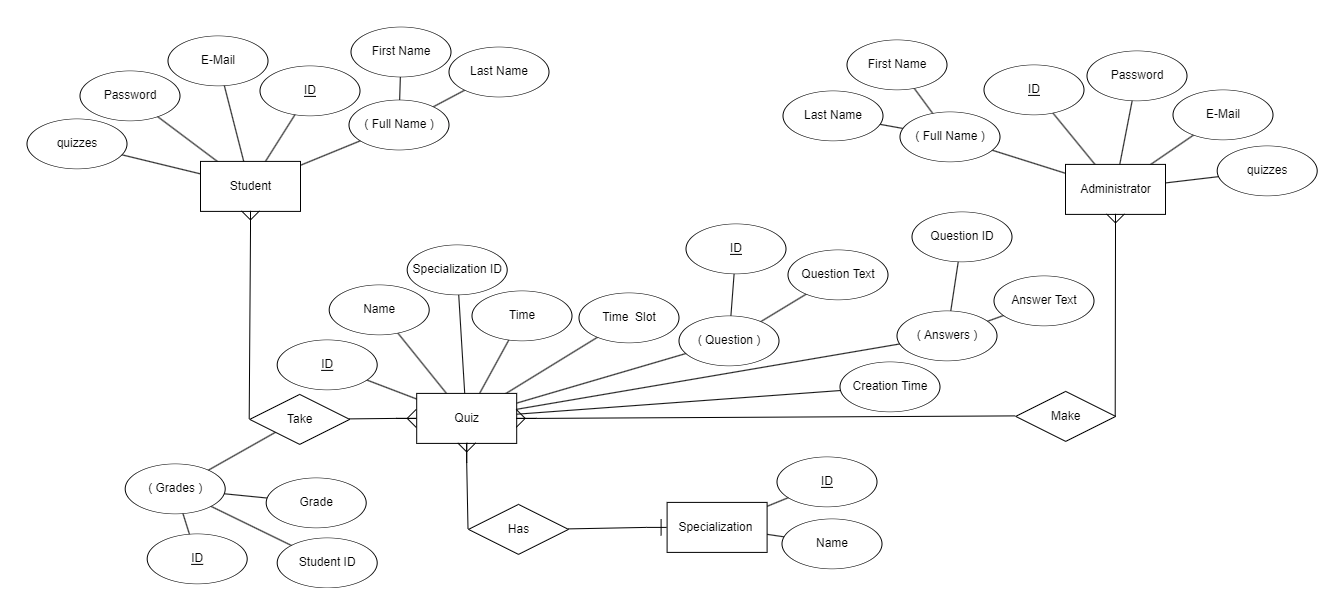 First Name
E-Mail
Last Name
Password
ID
( Full Name )
quizzes
Student
First Name
Password
ID
Last Name
E-Mail
( Full Name )
quizzes
Administrator
Question ID
ID
Specialization ID
Question Text
Answer Text
Name
Time
Time  Slot
( Question )
( Answers )
ID
Creation Time
Take
Quiz
Make
( Grades )
Grade
ID
Student ID
Has
Specialization
ID
Name